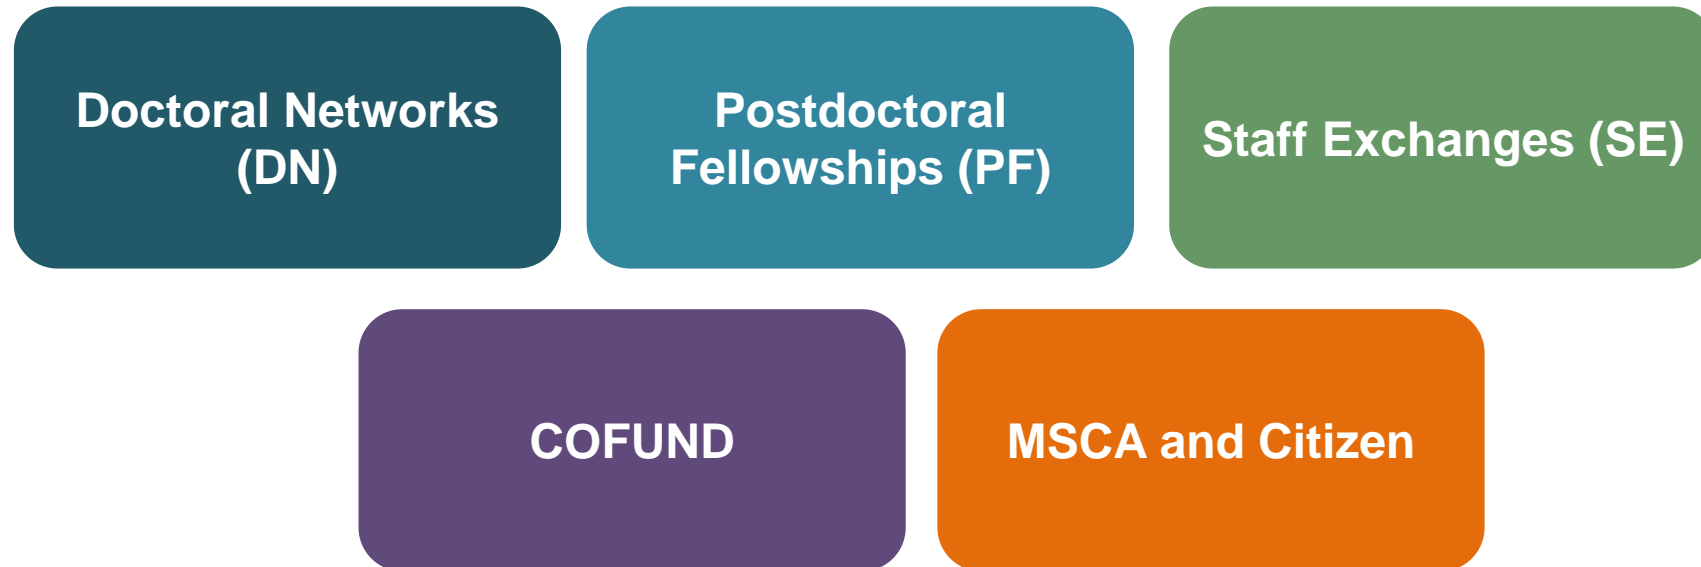 Doctoral Networks
(DN)
Postdoctoral
Fellowships (PF)
Staff Exchanges (SE)
COFUND
MSCA and Citizen